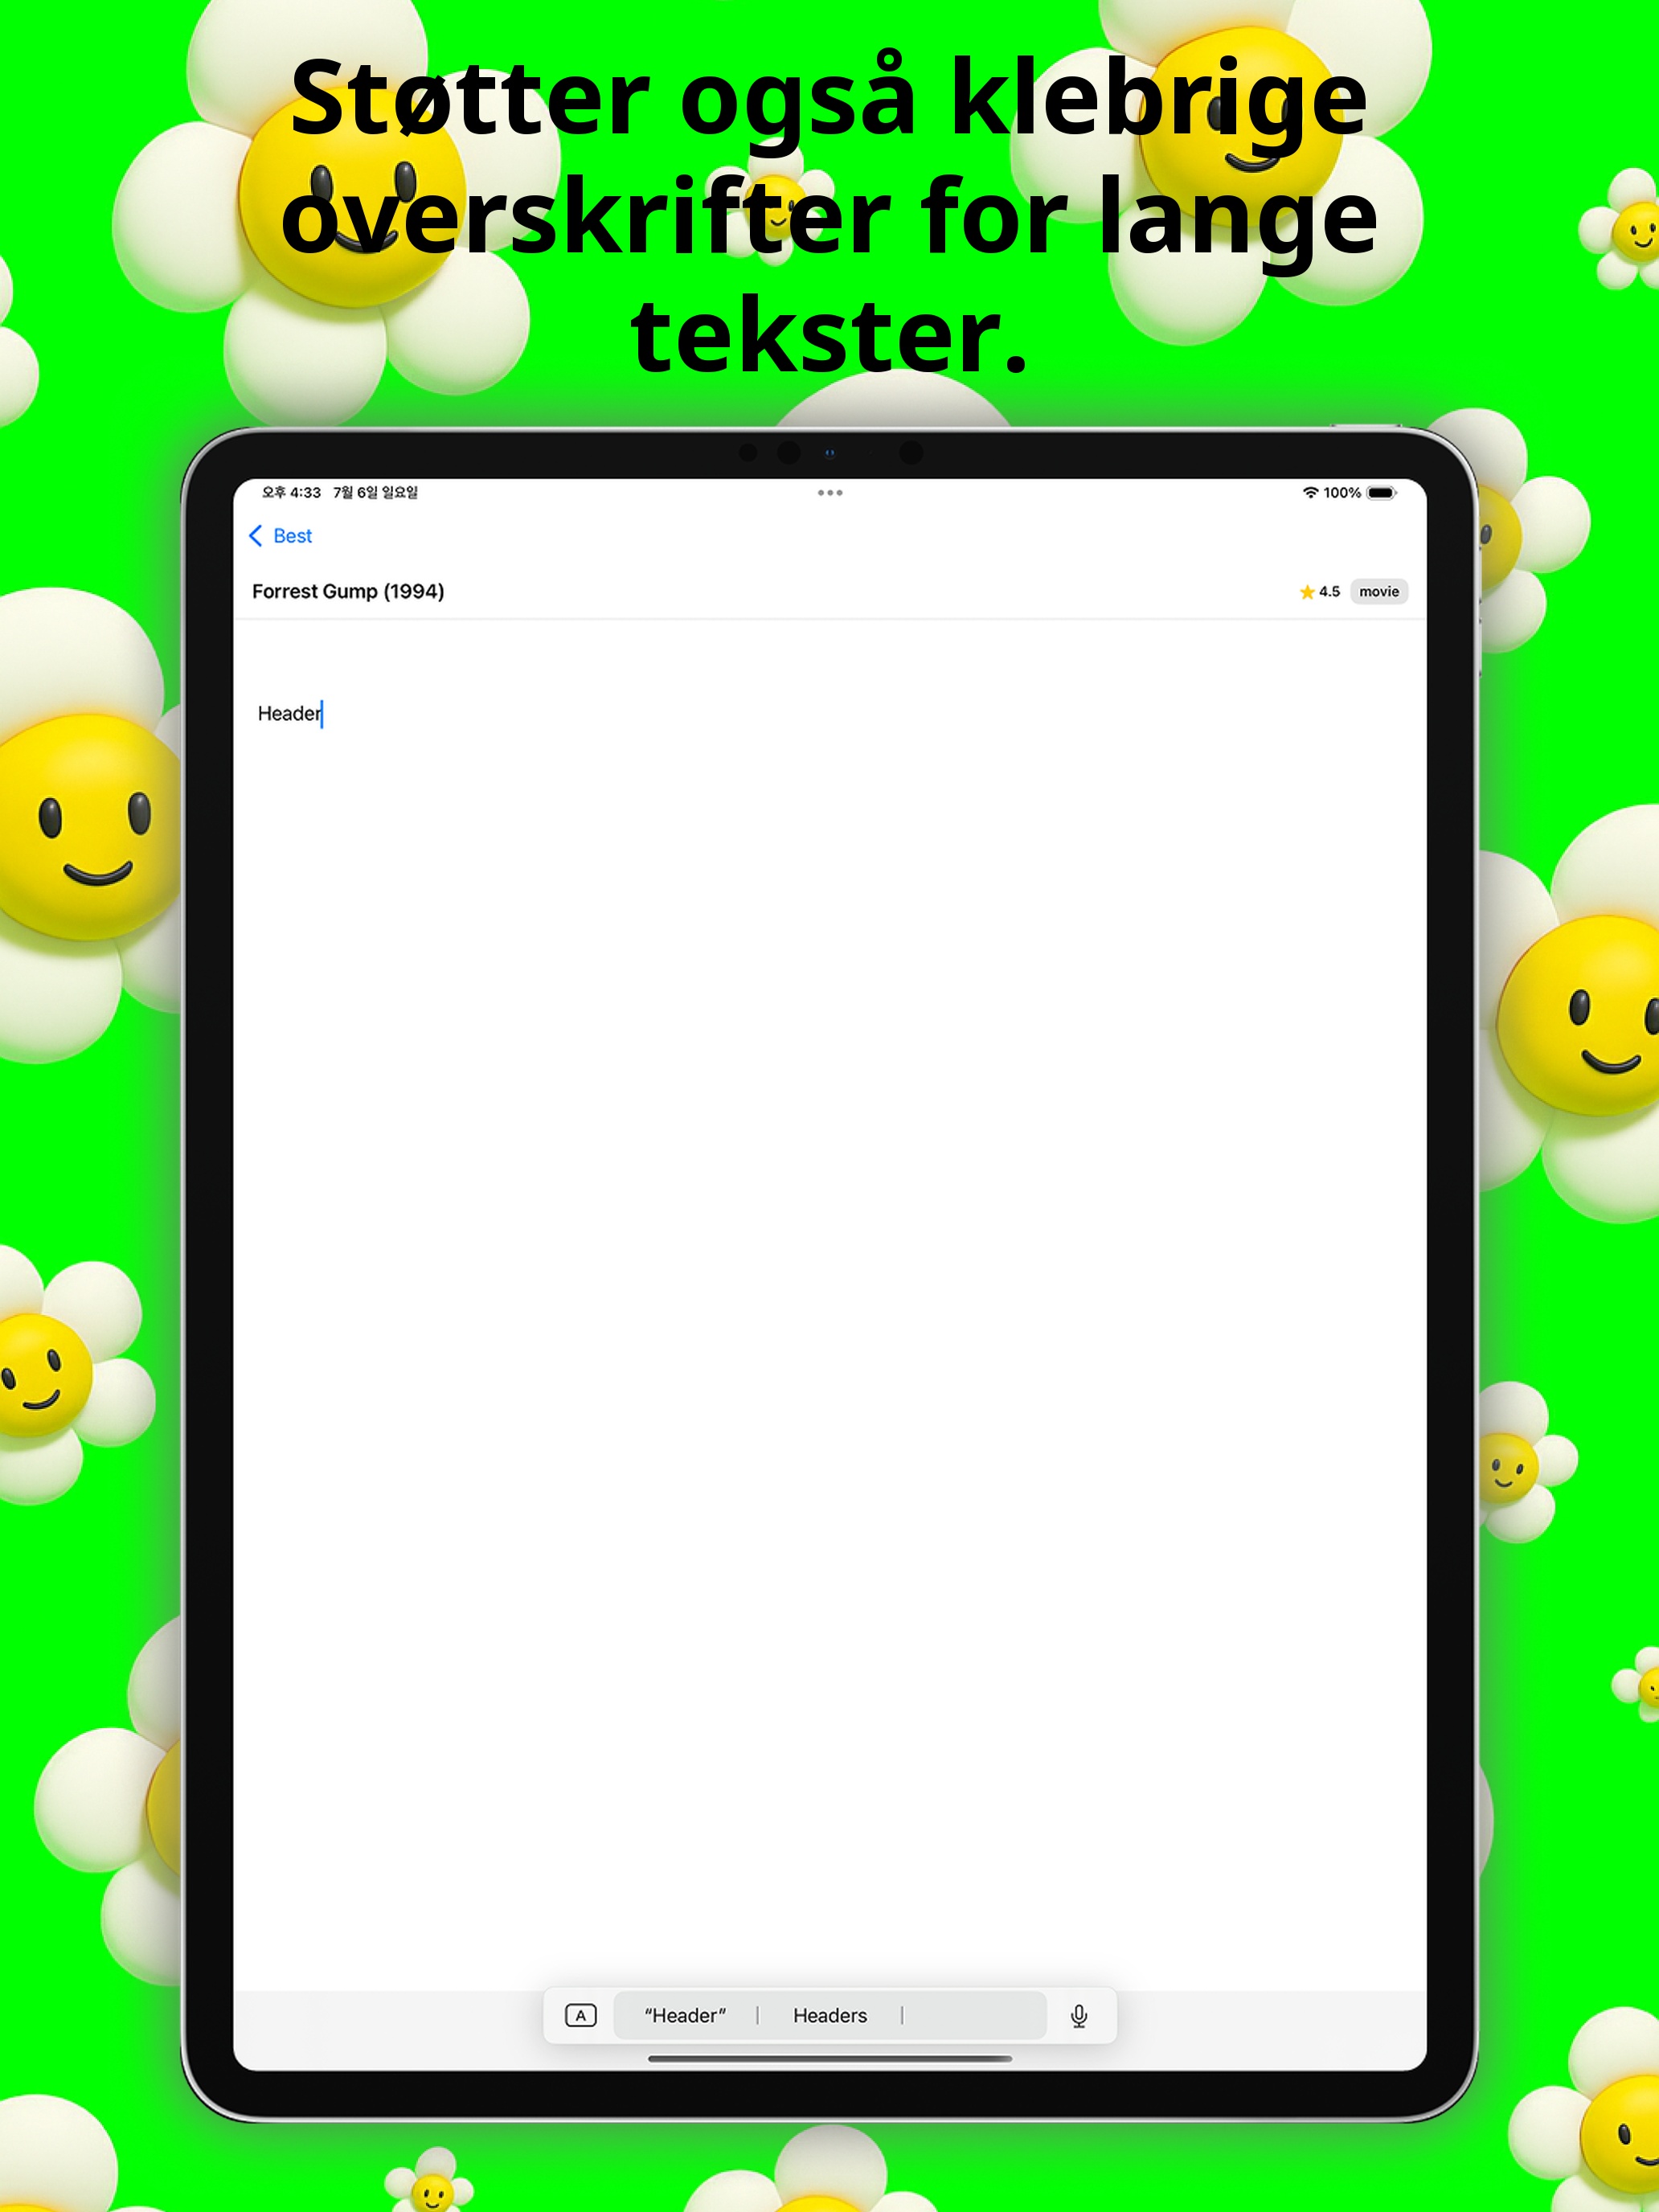 Støtter også klebrige
overskrifter for lange
tekster.
오후 4:33 7월 6일 일요일
100%
Best
Forrest Gump (1994)
4.5 movie
Header
A “Header” Headers